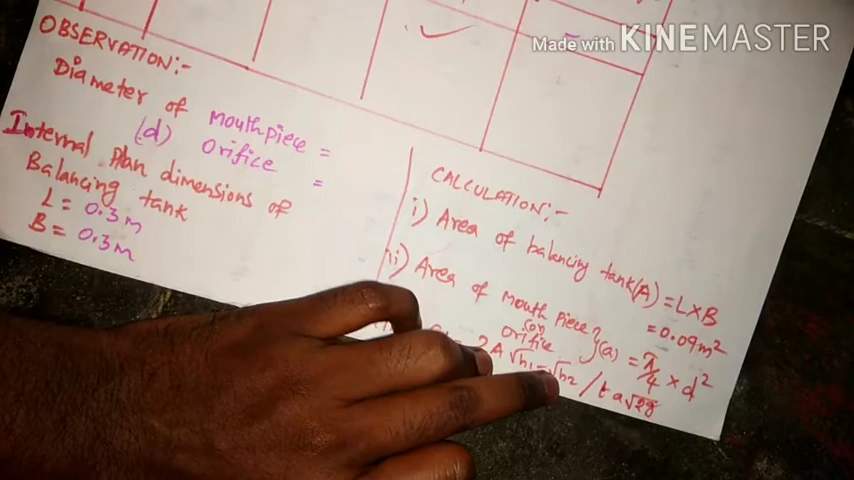 Made with KINEMASTER
OBSERVATION:-
Diameter of mouthpiece =
(d) Orifice =
Internal Plan dimensions of
Balancing tank
L = 0.3 m
B = 0.3 m
CALCULATION:-
i) Area of balancing tank(A) = L×B
= 0.09 m²
ii) Area of mouth piece
(or)
Orifice } (a) = π/4 × d²
2A √h1 - √h2 / t a √2g